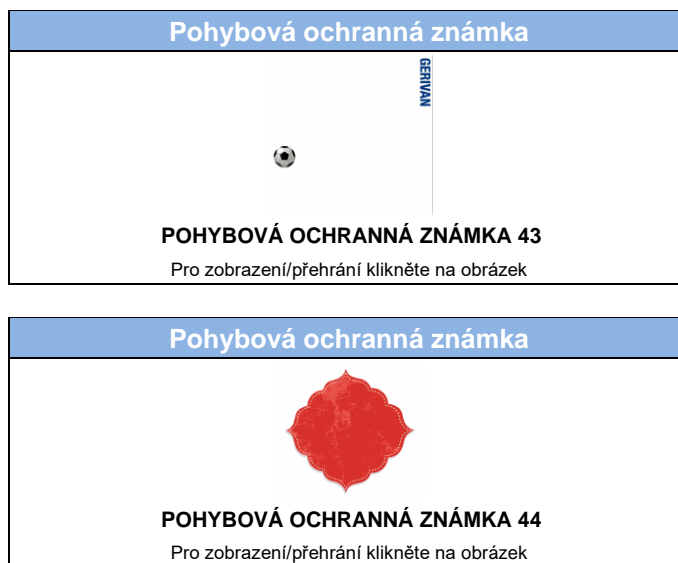 Pohybová ochranná známka
GERIVAN
POHYBOVÁ OCHRANNÁ ZNÁMKA 43
Pro zobrazení/přehrání klikněte na obrázek
Pohybová ochranná známka
POHYBOVÁ OCHRANNÁ ZNÁMKA 44
Pro zobrazení/přehrání klikněte na obrázek